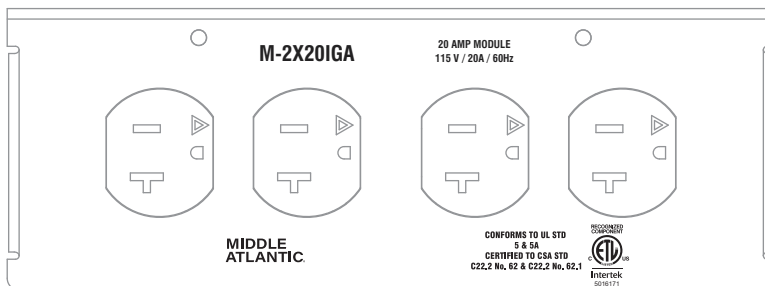 M-2X20IGA
20 AMP MODULE
115 V / 20A / 60Hz
MIDDLE
ATLANTIC
CONFORMS TO UL STD
5 & 5A
CERTIFIED TO CSA STD
C22.2 No. 62 & C22.2 No. 62.1
RECOGNIZED
COMPONENT
ETL
C US
Intertek
5016171